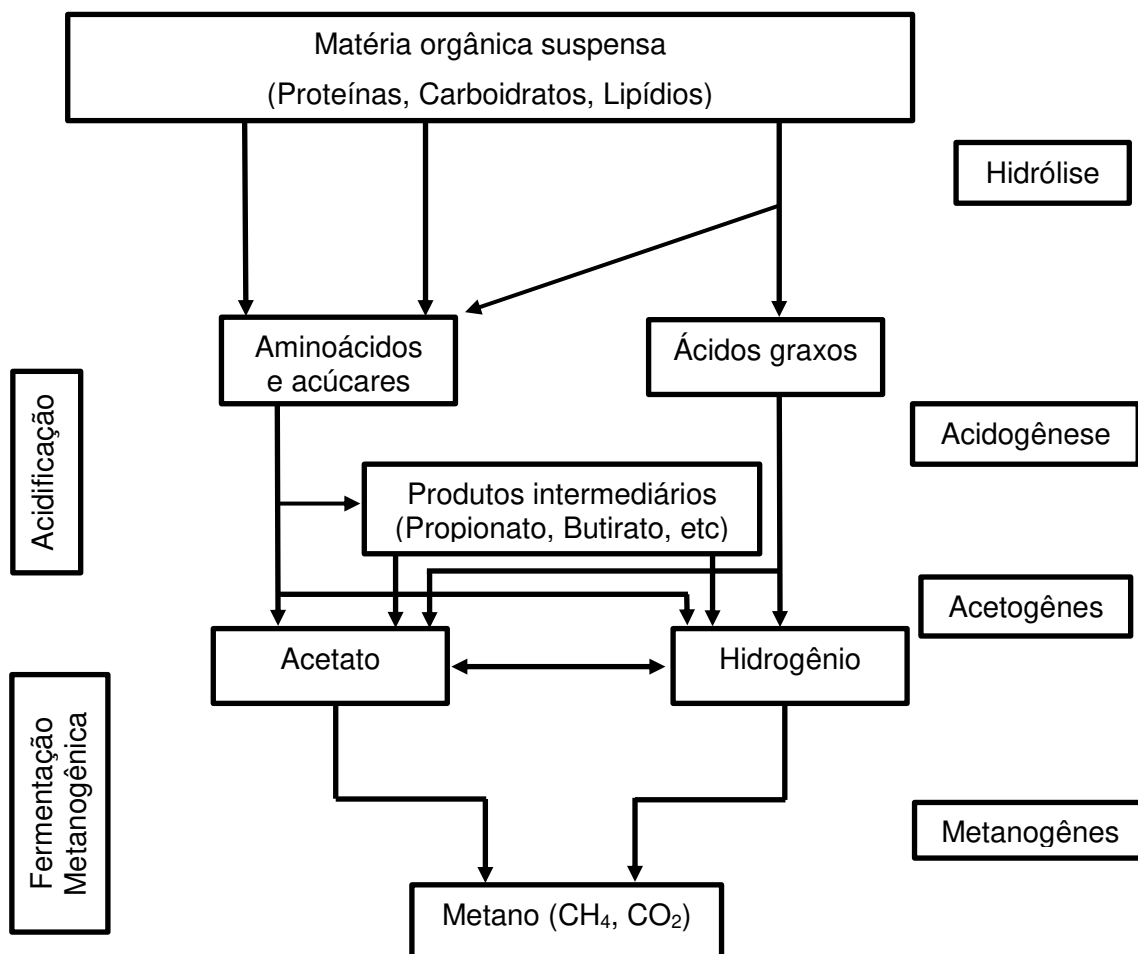 Matéria orgânica suspensa
(Proteínas, Carboidratos, Lipídios)
Hidrólise
Aminoácidos
e acúcares
Ácidos graxos
Acidificação
Acidogênese
Produtos intermediários
(Propionato, Butirato, etc)
Acetogênes
Acetato
Hidrogênio
Fermentação
Metanogênica
Metanogênes
Metano (CH₄, CO₂)